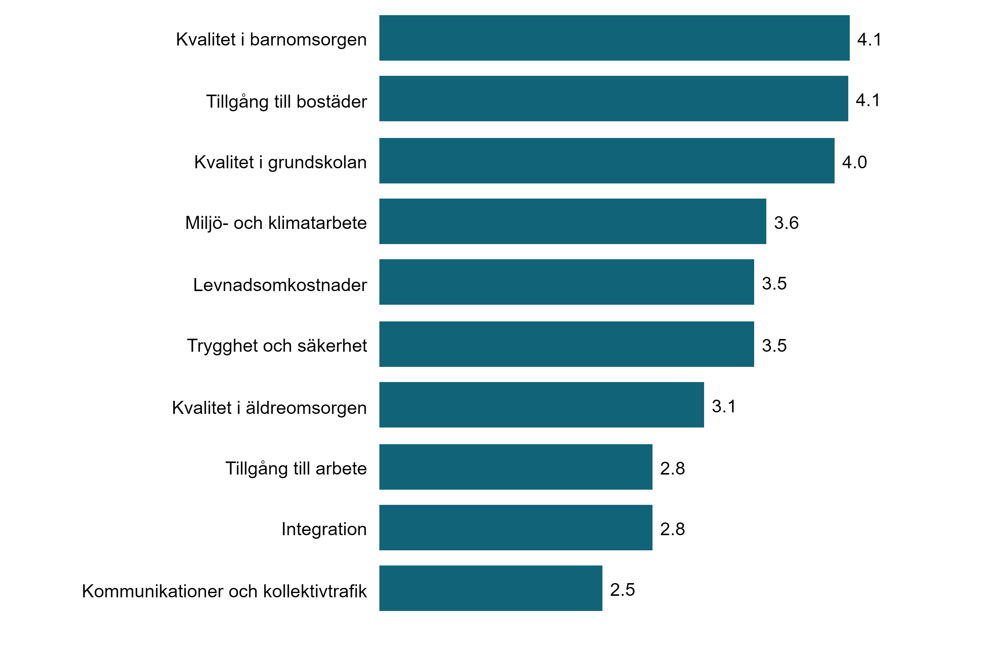 Kvalitet i barnomsorgen 4.1
Tillgång till bostäder 4.1
Kvalitet i grundskolan 4.0
Miljö- och klimatarbete 3.6
Levnadsomkostnader 3.5
Trygghet och säkerhet 3.5
Kvalitet i äldreomsorgen 3.1
Tillgång till arbete 2.8
Integration 2.8
Kommunikationer och kollektivtrafik 2.5